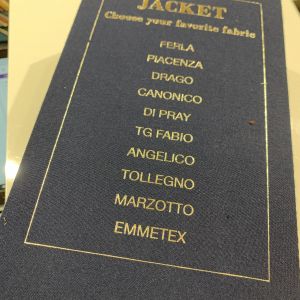 JACKET
Choose your favorite fabric
FERLA
PIACENZA
DRAGO
CANONICO
DI PRAY
TG FABIO
ANGELICO
TOLLEGNO
MARZOTTO
EMMETEX